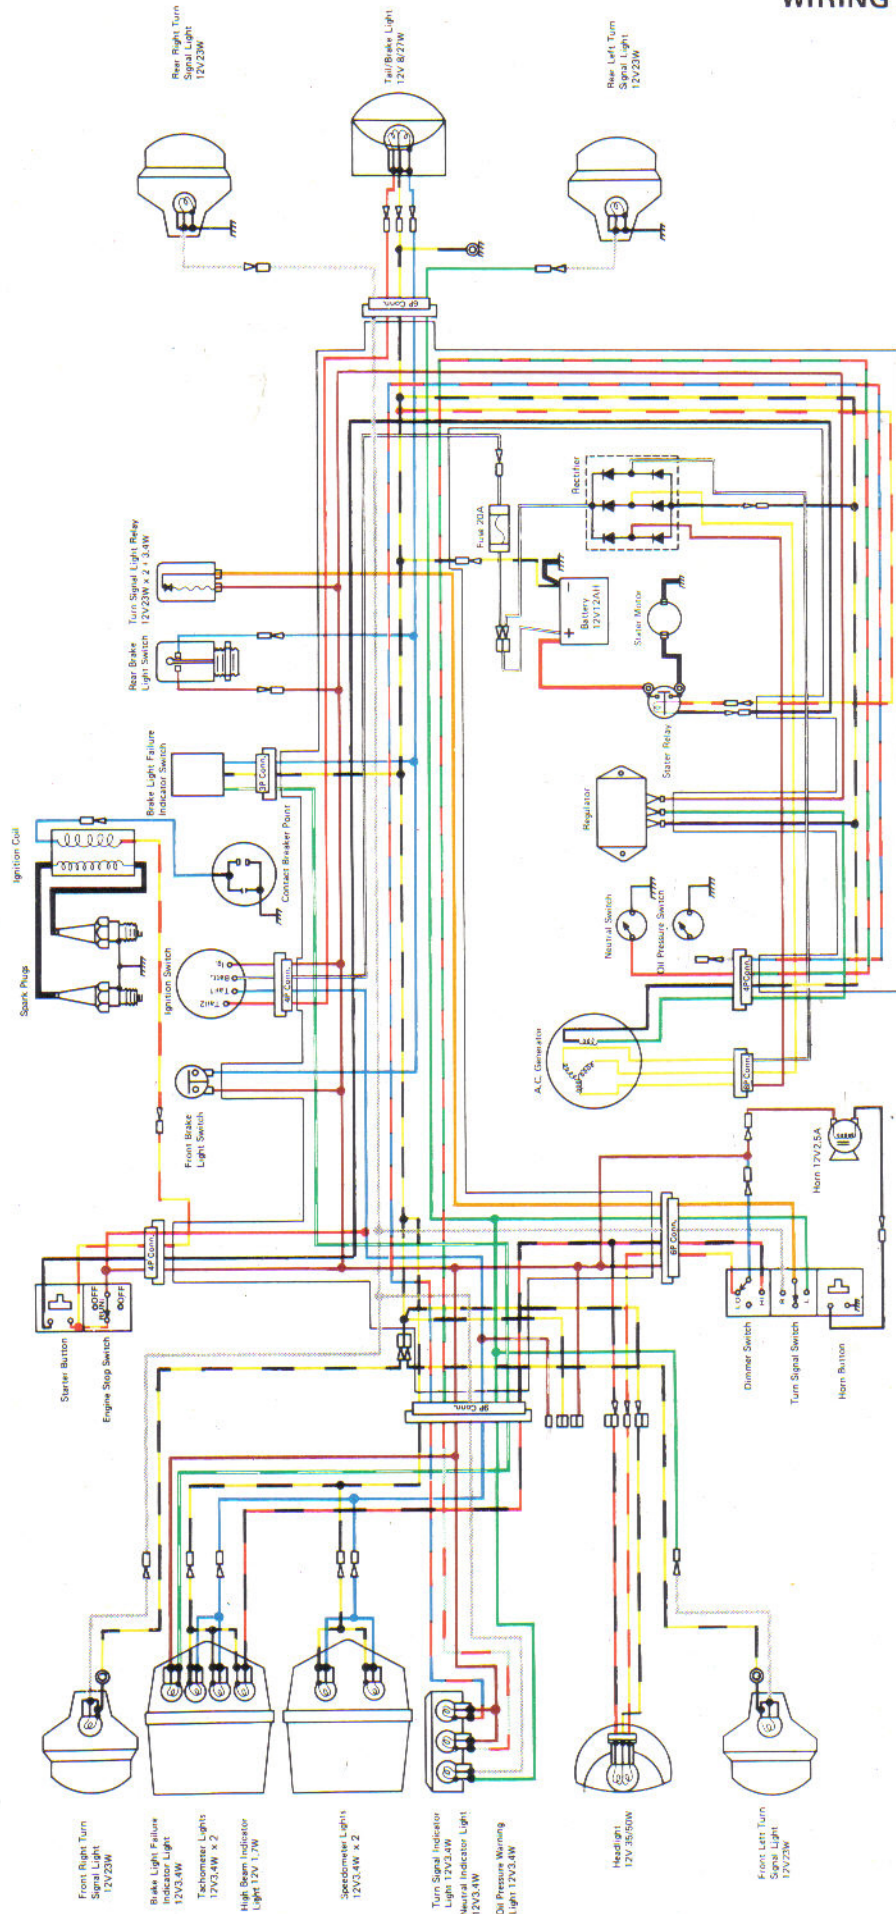 WIRING
Rear Right Turn
Signal Light
12V23W
Tail/Brake Light
12V 8/27W
Rear Left Turn
Signal Light
12V23W
6P Conn.
Turn Signal Light Relay
12V23W x 2 + 3.4W
Rear Brake
Light Switch
Brake Light Failure
Indicator Switch
3P Conn.
Ignition Coil
Contact Breaker Point
Spark Plugs
Ignition Switch
Ig.
Batt.
Tail1
Tail2
4P Conn.
Front Brake
Light Switch
Fuse 20A
Rectifier
+
−
Battery
12V12AH
Stater Motor
Stater Relay
Regulator
Neutral Switch
Oil Pressure Switch
4P Conn.
A.C. Generator
Horn 12V2.5A
4P Conn.
OFF
RUN
OFF
Starter Button
Engine Stop Switch
6P Conn.
LO
HI
R
L
Dimmer Switch
Turn Signal Switch
Horn Button
9P Conn.
Front Right Turn
Signal Light
12V23W
Brake Light Failure
Indicator Light
12V3.4W
Tachometer Lights
12V3.4W x 2
High Beam Indicator
Light 12V 1.7W
Speedometer Lights
12V3.4W x 2
Turn Signal Indicator
Light 12V3.4W
Neutral Indicator Light
12V3.4W
Oil Pressure Warning
Light 12V3.4W
Headlight
12V 35/50W
Front Left Turn
Signal Light
12V23W